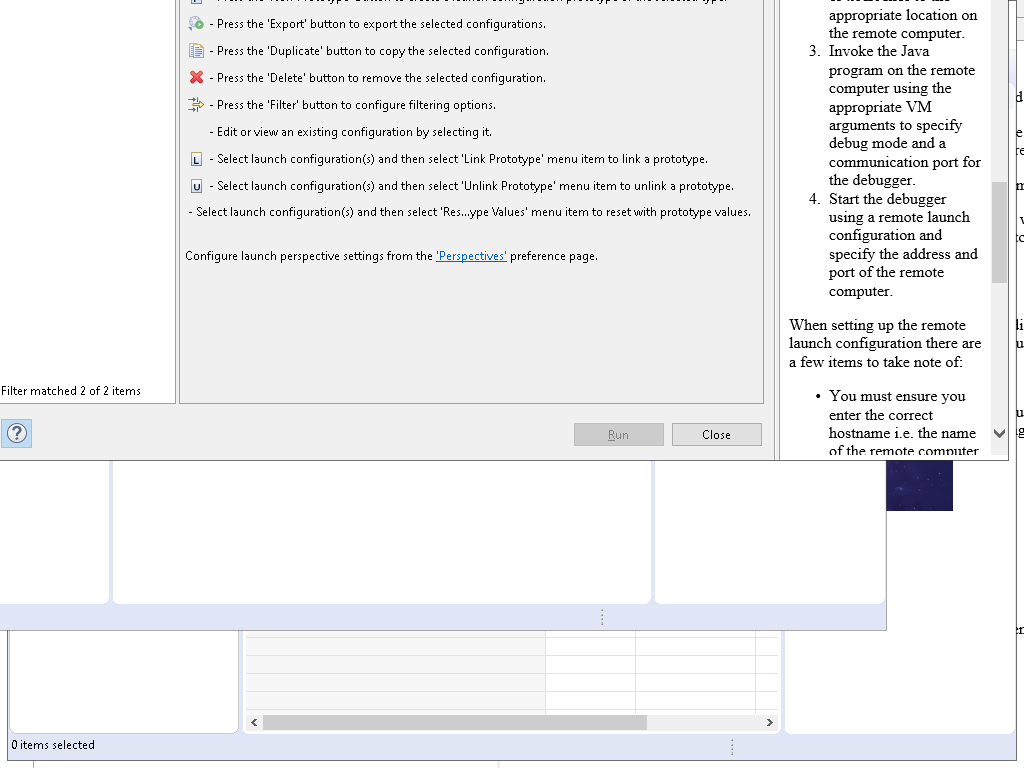 - Press the 'Export' button to export the selected configurations.
- Press the 'Duplicate' button to copy the selected configuration.
- Press the 'Delete' button to remove the selected configuration.
- Press the 'Filter' button to configure filtering options.
- Edit or view an existing configuration by selecting it.
L - Select launch configuration(s) and then select 'Link Prototype' menu item to link a prototype.
U - Select launch configuration(s) and then select 'Unlink Prototype' menu item to unlink a prototype.
- Select launch configuration(s) and then select 'Res...ype Values' menu item to reset with prototype values.
Configure launch perspective settings from the 'Perspectives' preference page.
Filter matched 2 of 2 items
Run
Close
appropriate location on
the remote computer.
3. Invoke the Java
program on the remote
computer using the
appropriate VM
arguments to specify
debug mode and a
communication port for
the debugger.
4. Start the debugger
using a remote launch
configuration and
specify the address and
port of the remote
computer.
When setting up the remote
launch configuration there are
a few items to take note of:
• You must ensure you
enter the correct
hostname i.e. the name
of the remote computer
0 items selected